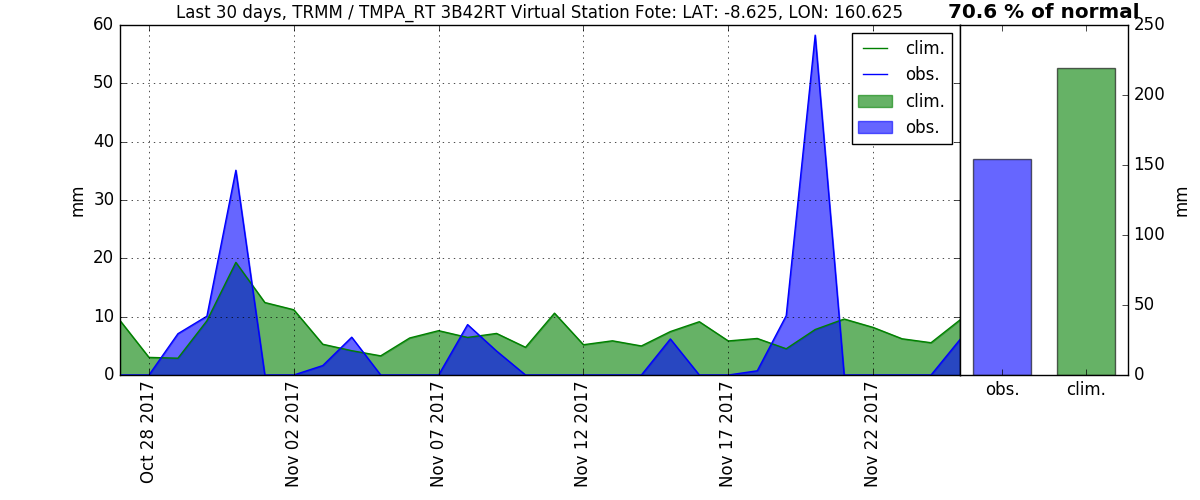 Last 30 days, TRMM / TMPA_RT 3B42RT Virtual Station Fote: LAT: -8.625, LON: 160.625
70.6 % of normal
60
50
40
30
20
10
0
mm
clim.
obs.
clim.
obs.
250
200
150
100
50
0
mm
Oct 28 2017
Nov 02 2017
Nov 07 2017
Nov 12 2017
Nov 17 2017
Nov 22 2017
obs.
clim.